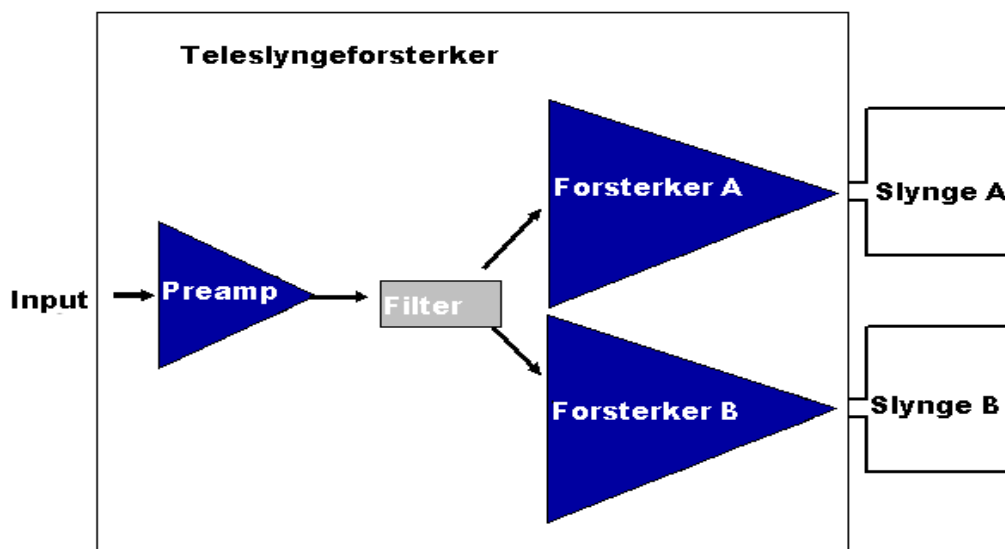 Teleslyngeforsterker
Input
Preamp
Filter
Forsterker A
Slynge A
Forsterker B
Slynge B